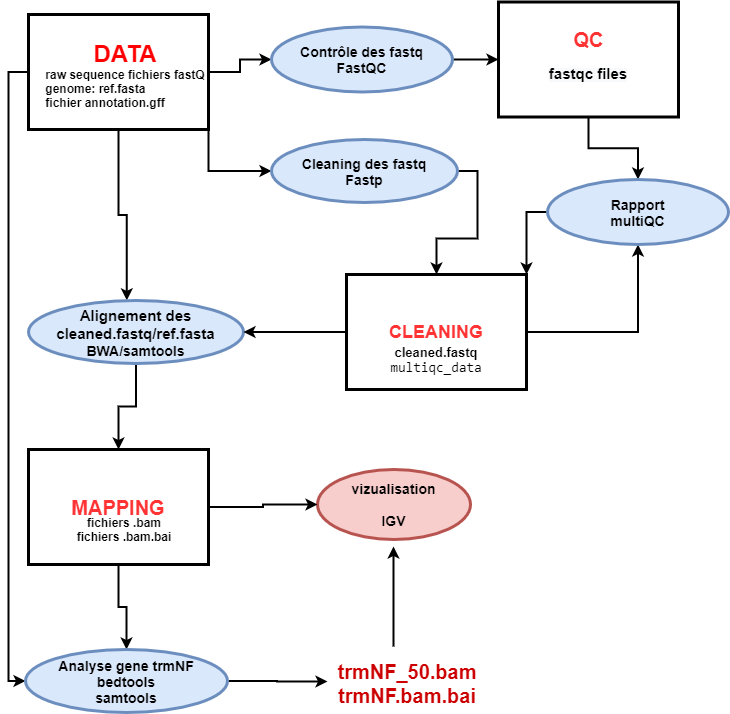 DATA
raw sequence fichiers fastQ
genome: ref.fasta
fichier annotation.gff
Contrôle des fastq
FastQC
QC
fastqc files
Cleaning des fastq
Fastp
Rapport
multiQC
Alignement des
cleaned.fastq/ref.fasta
BWA/samtools
CLEANING
cleaned.fastq
multiqc_data
MAPPING
fichiers .bam
fichiers .bam.bai
vizualisation
IGV
Analyse gene trmNF
bedtools
samtools
trmNF_50.bam
trmNF.bam.bai